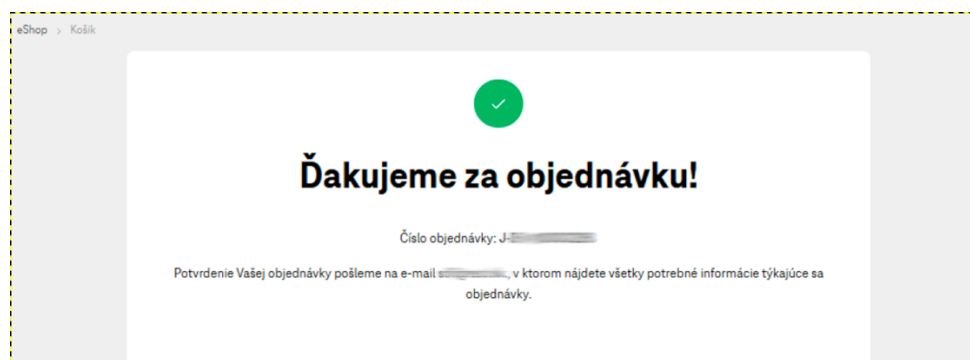 eShop > Košík
Ďakujeme za objednávku!
Číslo objednávky: J-
Potvrdenie Vašej objednávky pošleme na e-mail , v ktorom nájdete všetky potrebné informácie týkajúce sa
objednávky.